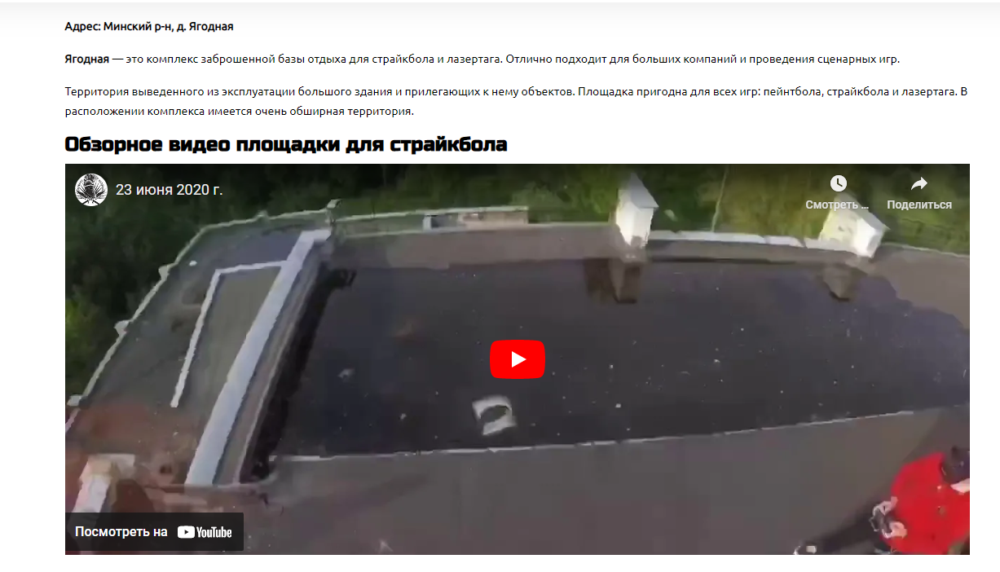 Адрес: Минский р-н, д. Ягодная
Ягодная — это комплекс заброшенной базы отдыха для страйкбола и лазертага. Отлично подходит для больших компаний и проведения сценарных игр.
Территория выведенного из эксплуатации большого здания и прилегающих к нему объектов. Площадка пригодна для всех игр: пейнтбола, страйкбола и лазертага. В
расположении комплекса имеется очень обширная территория.
Обзорное видео площадки для страйкбола
23 июня 2020 г.
Смотреть ...
Поделиться
Посмотреть на YouTube